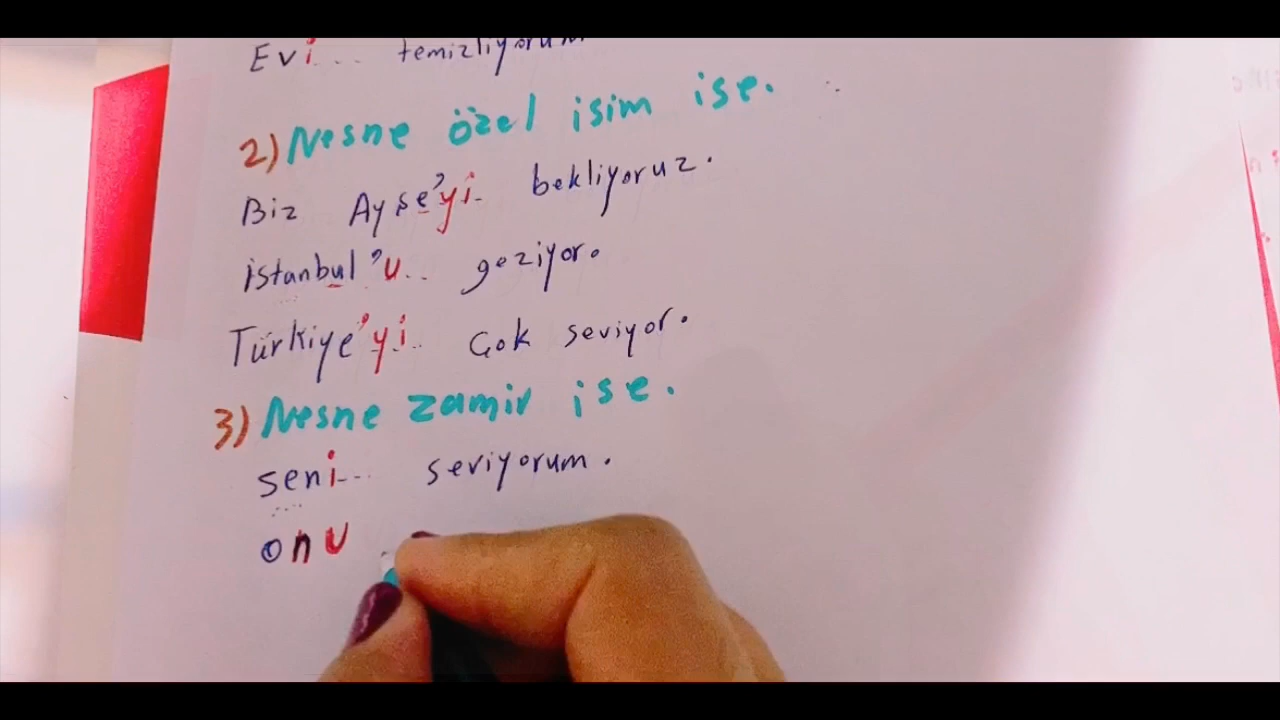 Evi... temizliyorum
2) Nesne özel isim ise.
Biz Ayşe'yi.. bekliyoruz.
istanbul'u... geziyor.
Türkiye'yi... Çok seviyor.
3) Nesne zamir ise.
seni... seviyorum.
onu